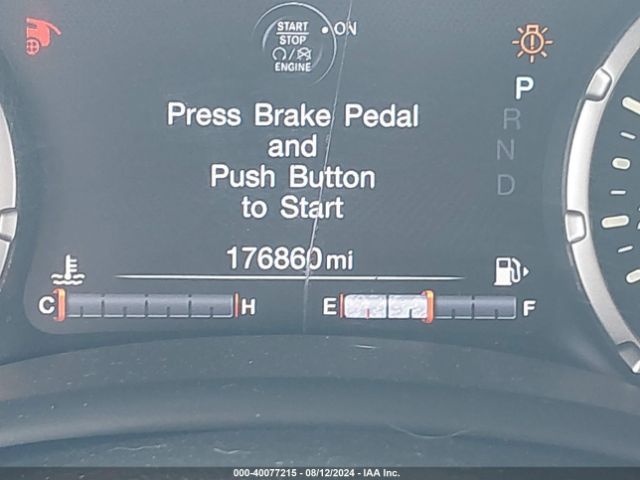 START
STOP
ENGINE
ON
P
R
N
D
Press Brake Pedal
and
Push Button
to Start
176860 mi
C H E F
000-40077215 - 08/12/2024 - IAA Inc.